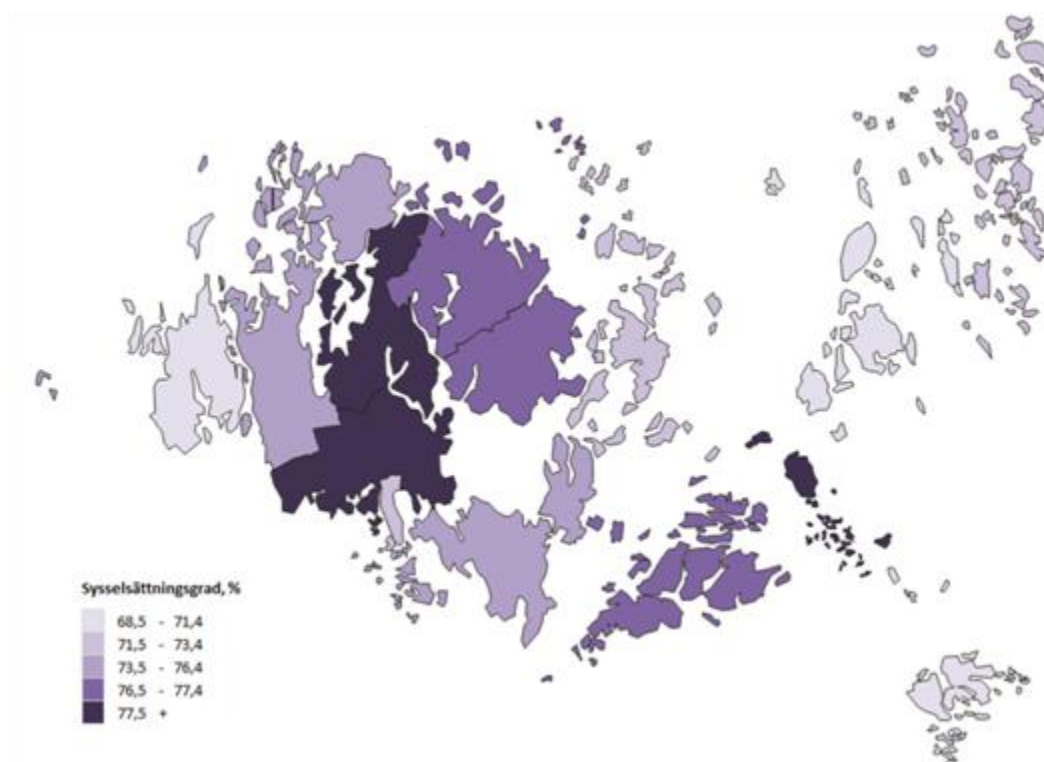 Sysselsättningsgrad, %
68,5 - 71,4
71,5 - 73,4
73,5 - 76,4
76,5 - 77,4
77,5 +